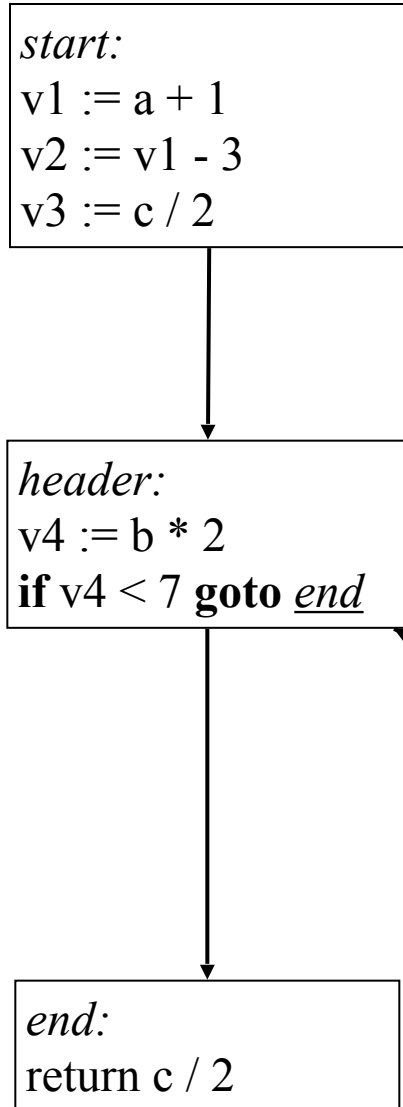 start:
v1 := a + 1
v2 := v1 - 3
v3 := c / 2
header:
v4 := b * 2
if v4 < 7 goto end
end:
return c / 2